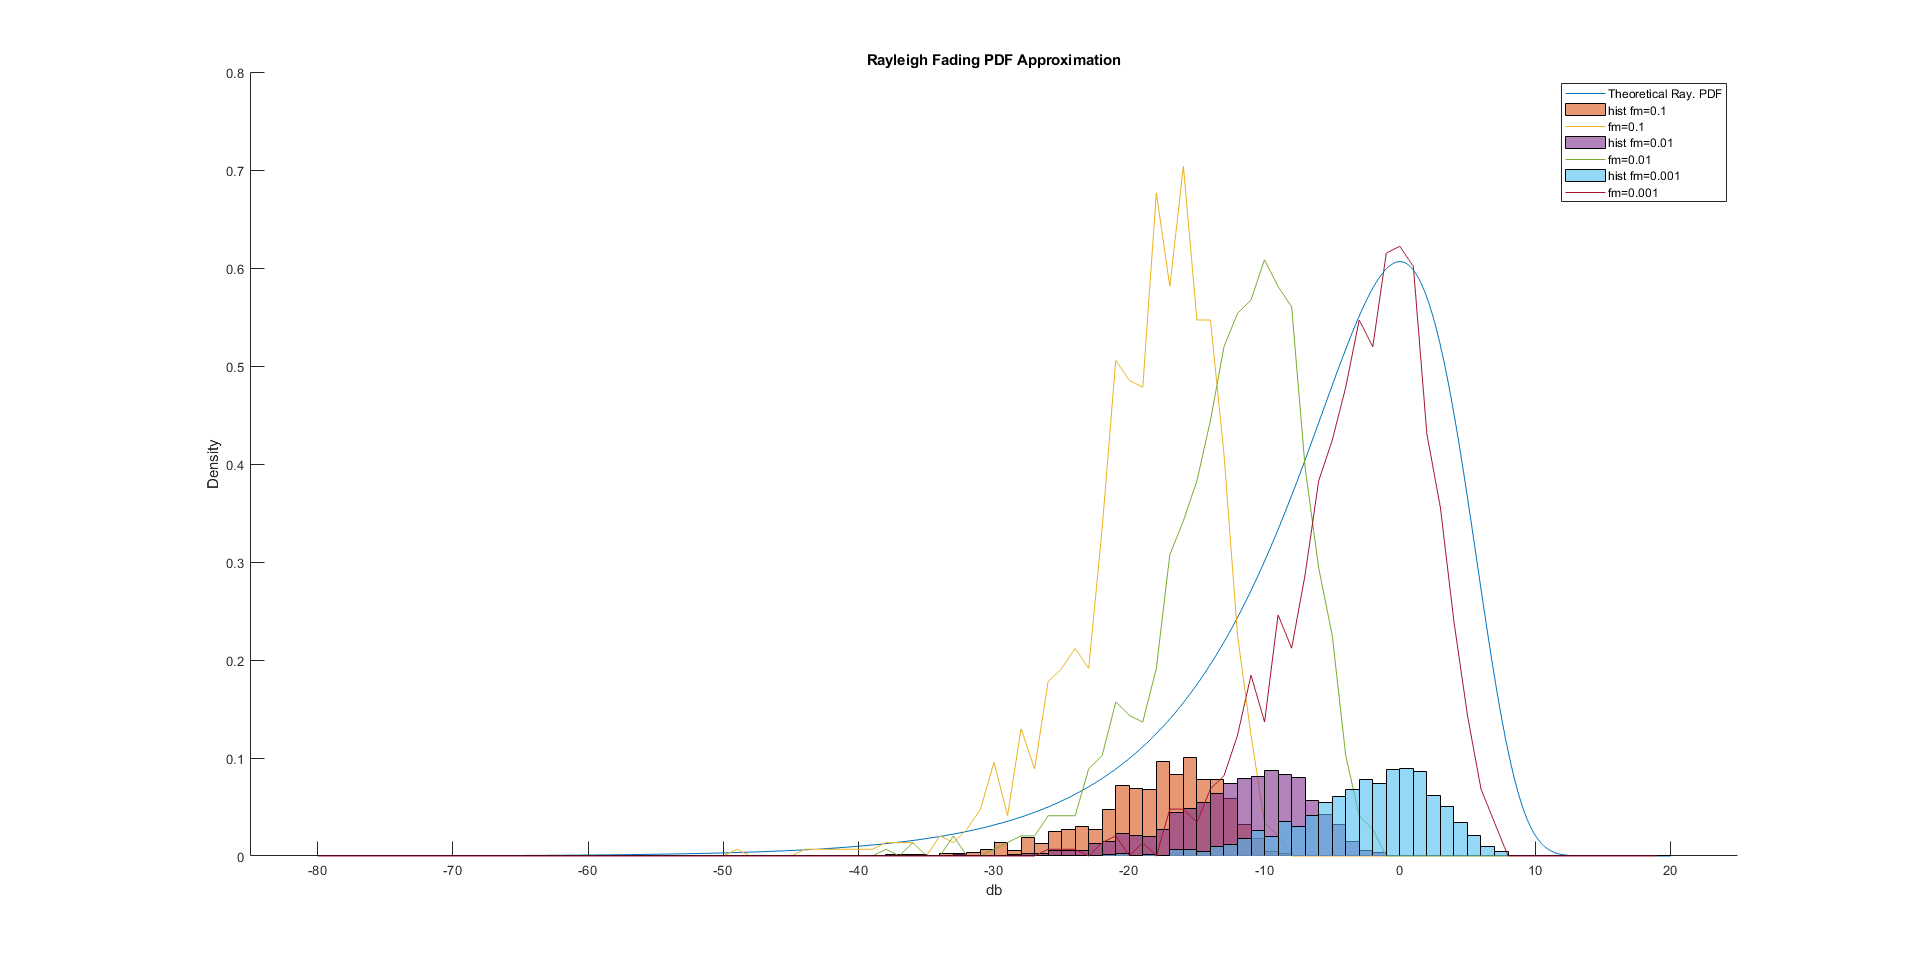 Rayleigh Fading PDF Approximation
Theoretical Ray. PDF
hist fm=0.1
fm=0.1
hist fm=0.01
fm=0.01
hist fm=0.001
fm=0.001
Density
0.8
0.7
0.6
0.5
0.4
0.3
0.2
0.1
0
-80 -70 -60 -50 -40 -30 -20 -10 0 10 20
db